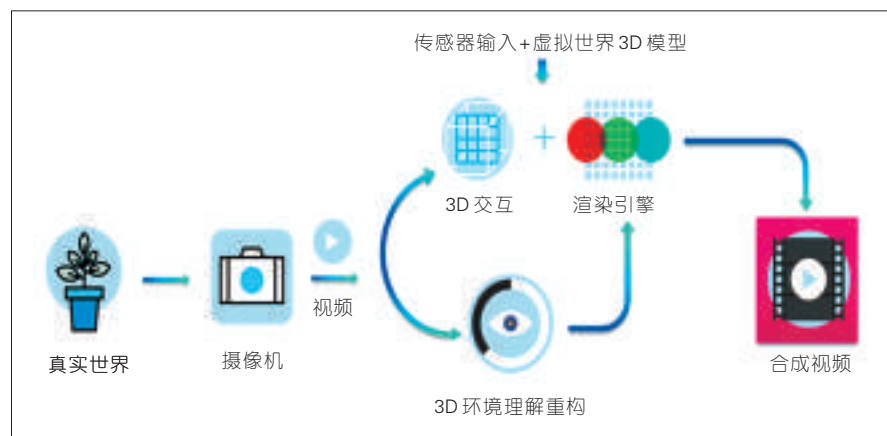 传感器输入+虚拟世界3D模型
3D交互
渲染引擎
视频
真实世界
摄像机
合成视频
3D环境理解重构